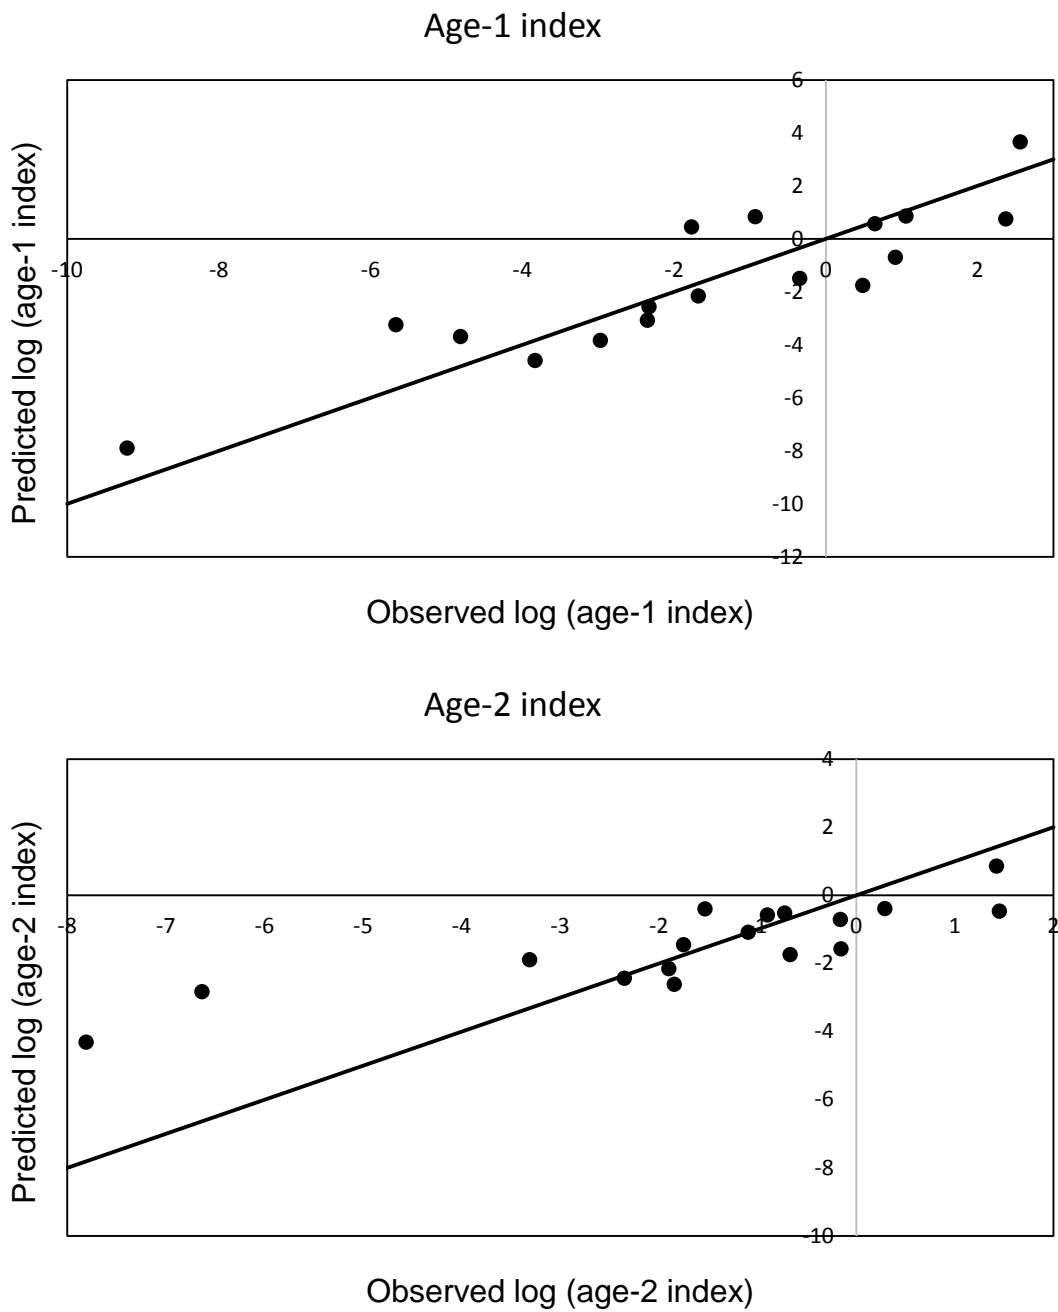 Age-1 index
6
4
2
0
-10 -8 -6 -4 -2 0 2
-2
-4
-6
-8
-10
-12
Predicted log (age-1 index)
Observed log (age-1 index)
Age-2 index
4
2
0
-8 -7 -6 -5 -4 -3 -2 -1 0 1 2
-2
-4
-6
-8
-10
Predicted log (age-2 index)
Observed log (age-2 index)